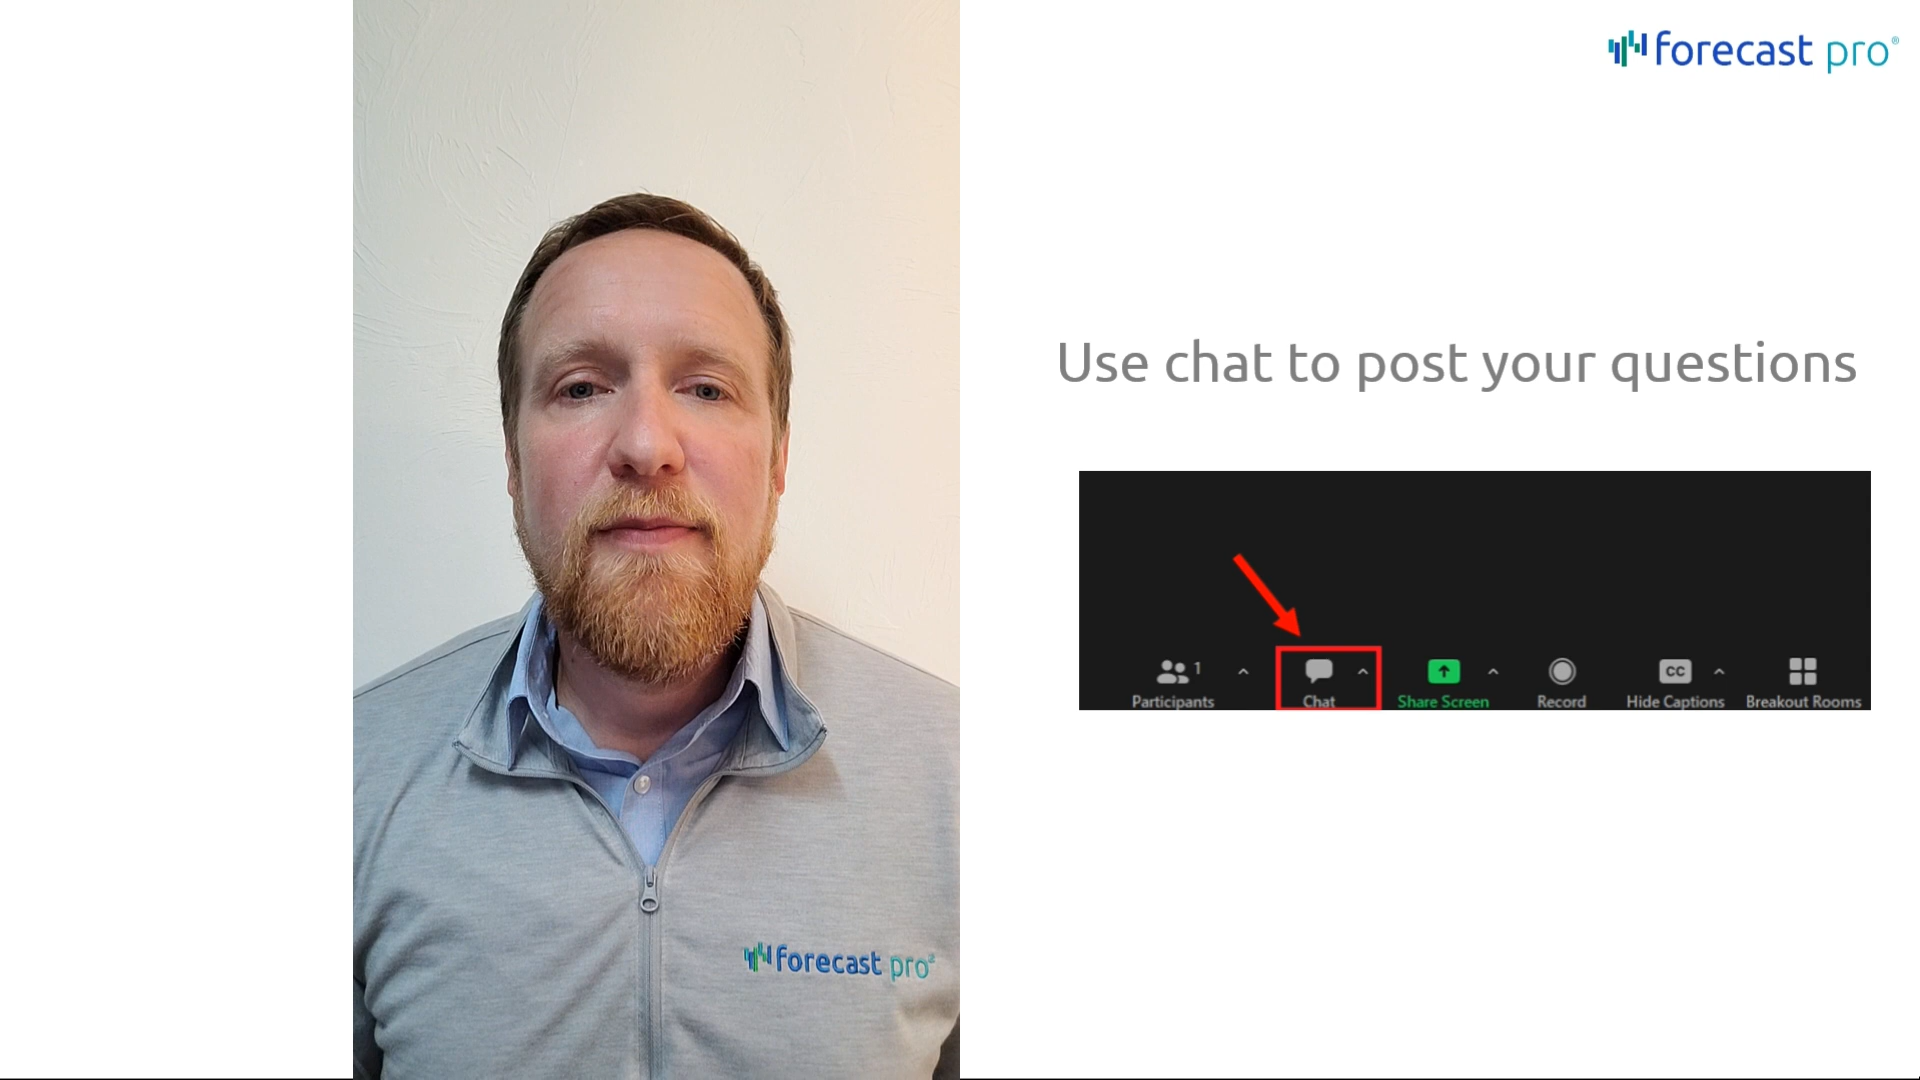 forecast pro®
Use chat to post your questions
Participants 1
Chat
Share Screen
Record
CC
Hide Captions
Breakout Rooms
forecast pro